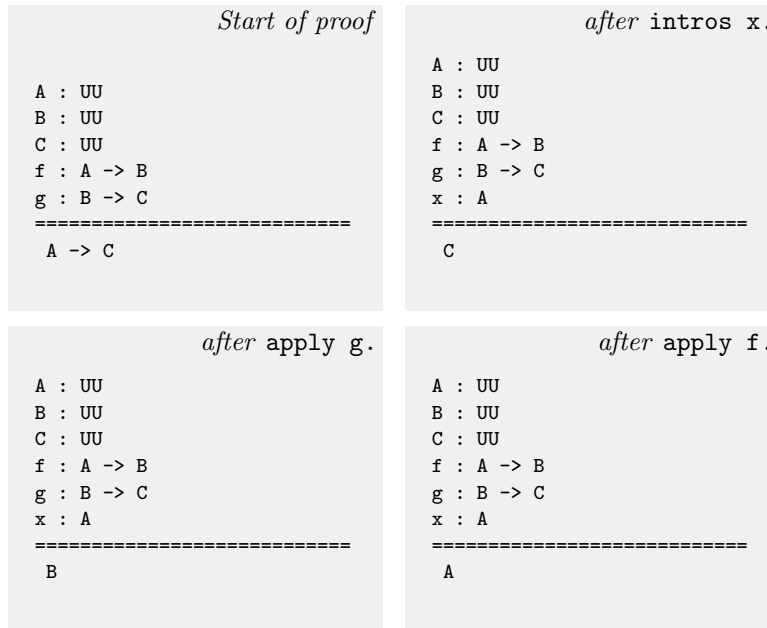 Start of proof
A : UU
B : UU
C : UU
f : A -> B
g : B -> C
============================
A -> C
after intros x.
A : UU
B : UU
C : UU
f : A -> B
g : B -> C
x : A
============================
C
after apply g.
A : UU
B : UU
C : UU
f : A -> B
g : B -> C
x : A
============================
B
after apply f.
A : UU
B : UU
C : UU
f : A -> B
g : B -> C
x : A
============================
A